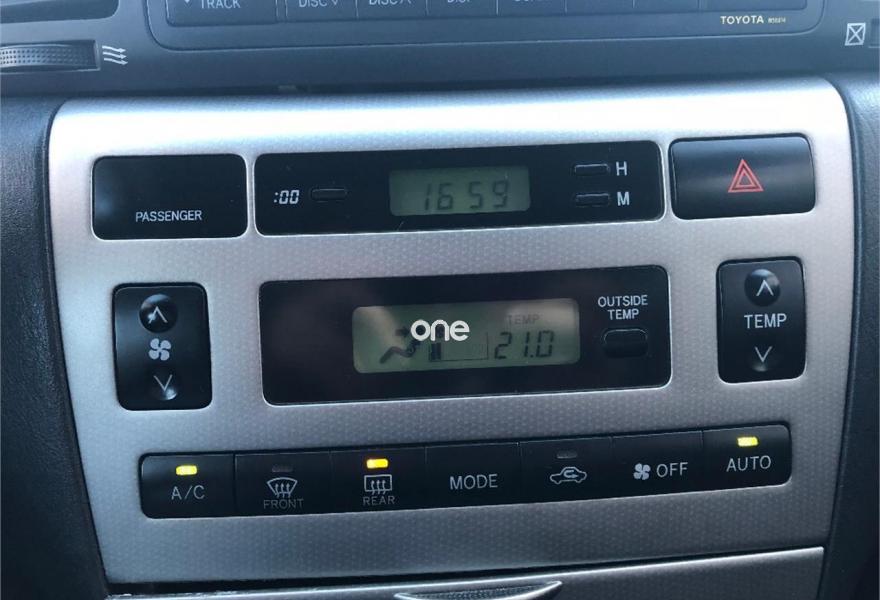 TRACK DISC DISC
TOYOTA
PASSENGER
:00
16 59
H
M
one
TEMP
21.0
OUTSIDE
TEMP
TEMP
A/C
FRONT
REAR
MODE
OFF
AUTO